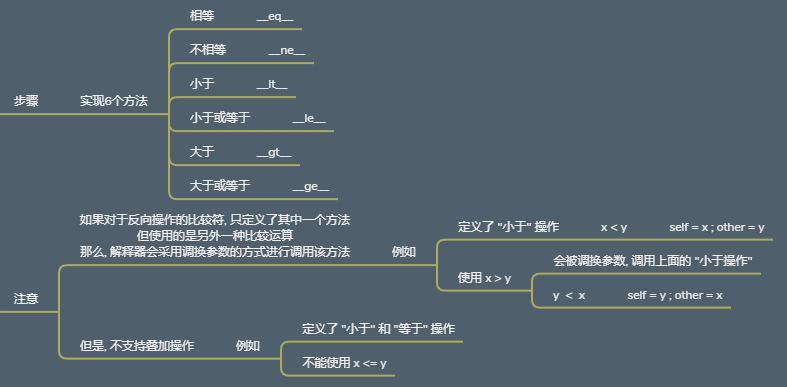 步骤
实现6个方法
相等 __eq__
不相等 __ne__
小于 __lt__
小于或等于 __le__
大于 __gt__
大于或等于 __ge__
注意
如果对于反向操作的比较符, 只定义了其中一个方法
但使用的是另外一种比较运算
那么, 解释器会采用调换参数的方式进行调用该方法
例如
定义了 "小于" 操作 x < y self = x ; other = y
使用 x > y
会被调换参数, 调用上面的 "小于操作"
y < x self = y ; other = x
但是, 不支持叠加操作
例如
定义了 "小于" 和 "等于" 操作
不能使用 x <= y